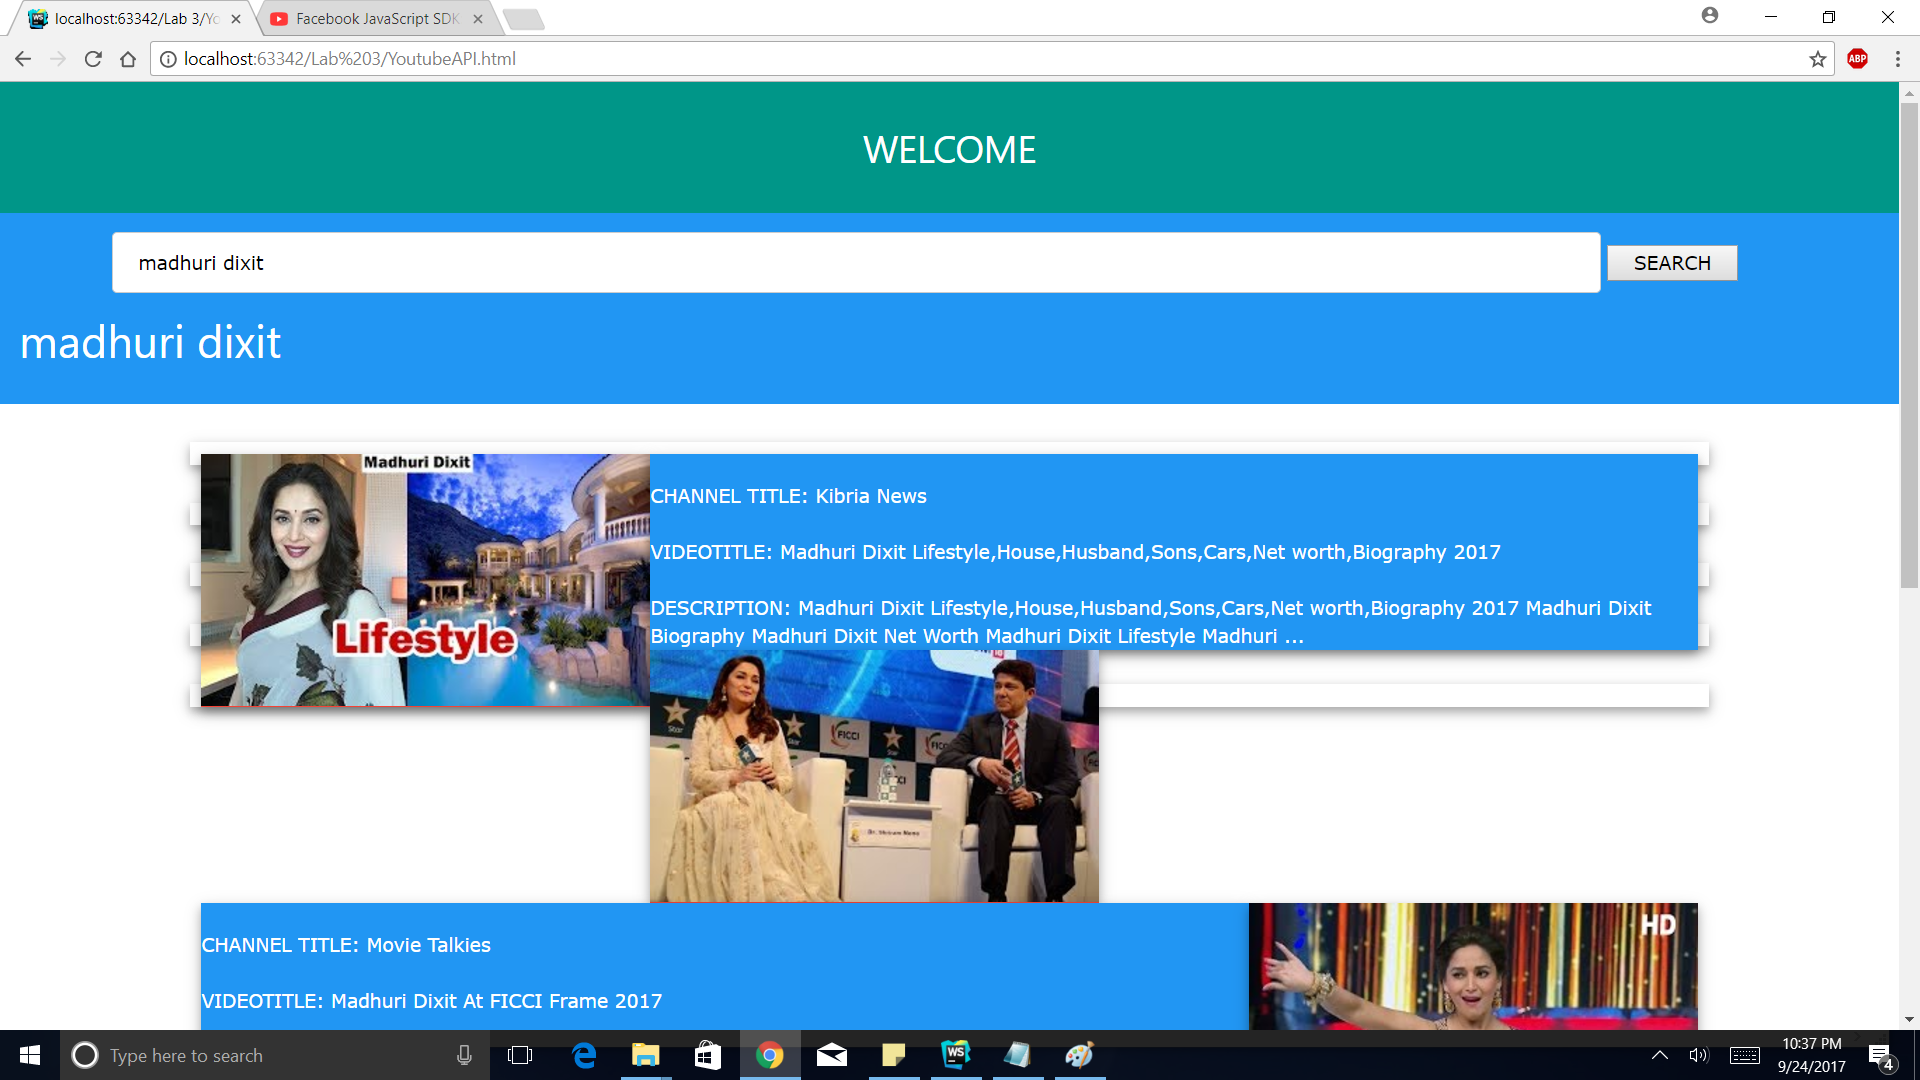 localhost:63342/Lab 3/Yo
Facebook JavaScript SDK
localhost:63342/Lab%203/YoutubeAPI.html
ABP
WELCOME
madhuri dixit
SEARCH
madhuri dixit
Madhuri Dixit
Lifestyle
CHANNEL TITLE: Kibria News
VIDEOTITLE: Madhuri Dixit Lifestyle,House,Husband,Sons,Cars,Net worth,Biography 2017
DESCRIPTION: Madhuri Dixit Lifestyle,House,Husband,Sons,Cars,Net worth,Biography 2017 Madhuri Dixit
Biography Madhuri Dixit Net Worth Madhuri Dixit Lifestyle Madhuri ...
Star
FICCI
CHANNEL TITLE: Movie Talkies
VIDEOTITLE: Madhuri Dixit At FICCI Frame 2017
HD
Type here to search
WS
10:37 PM
9/24/2017
4